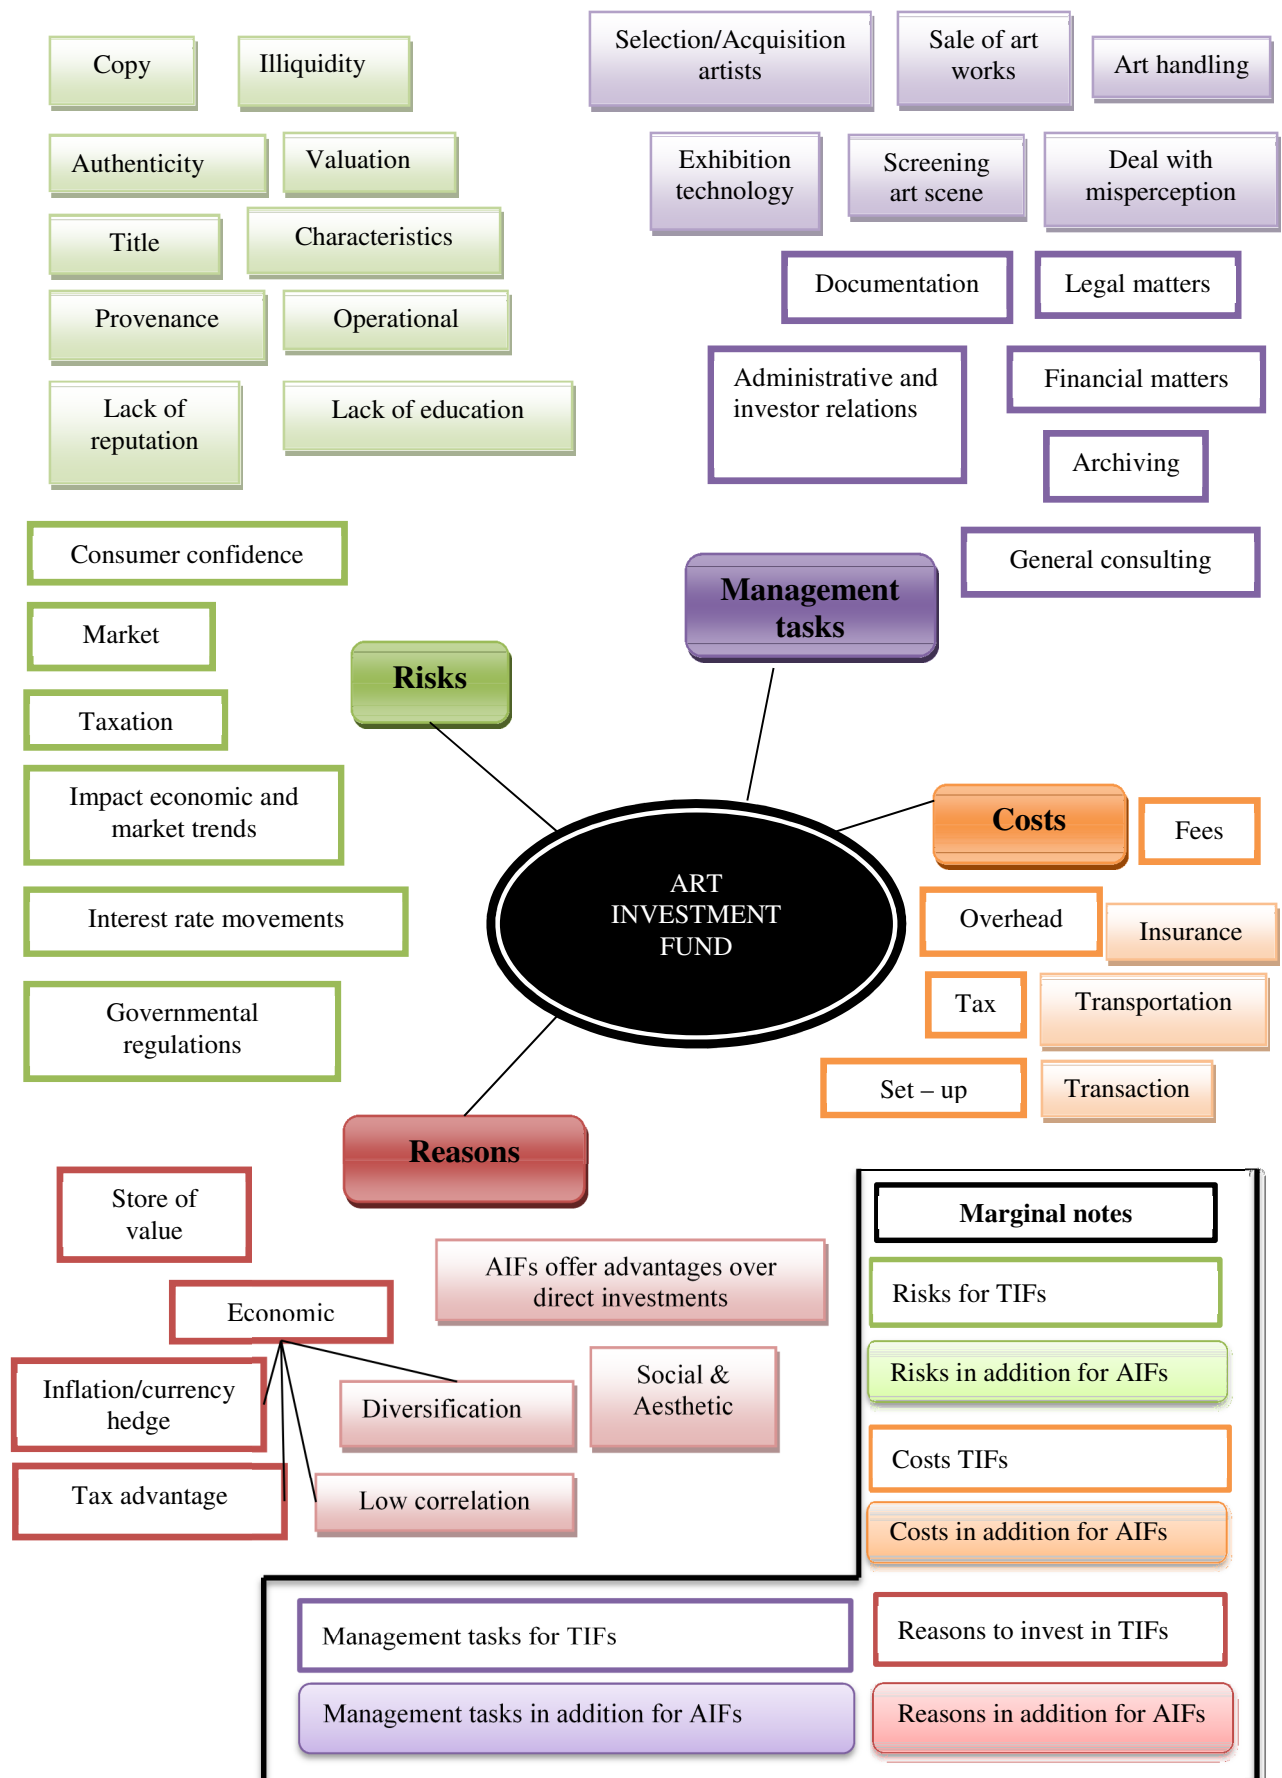 Copy
Illiquidity
Authenticity
Valuation
Title
Characteristics
Provenance
Operational
Lack of
reputation
Lack of education
Selection/Acquisition
artists
Sale of art
works
Art handling
Exhibition
technology
Screening
art scene
Deal with
misperception
Documentation
Legal matters
Administrative and
investor relations
Financial matters
Archiving
General consulting
Management
tasks
Consumer confidence
Market
Taxation
Impact economic and
market trends
Interest rate movements
Governmental
regulations
Risks
ART
INVESTMENT
FUND
Costs
Fees
Overhead
Insurance
Tax
Transportation
Set – up
Transaction
Reasons
Store of
value
Economic
AIFs offer advantages over
direct investments
Inflation/currency
hedge
Diversification
Social &
Aesthetic
Tax advantage
Low correlation
Marginal notes
Risks for TIFs
Risks in addition for AIFs
Costs TIFs
Costs in addition for AIFs
Management tasks for TIFs
Reasons to invest in TIFs
Management tasks in addition for AIFs
Reasons in addition for AIFs